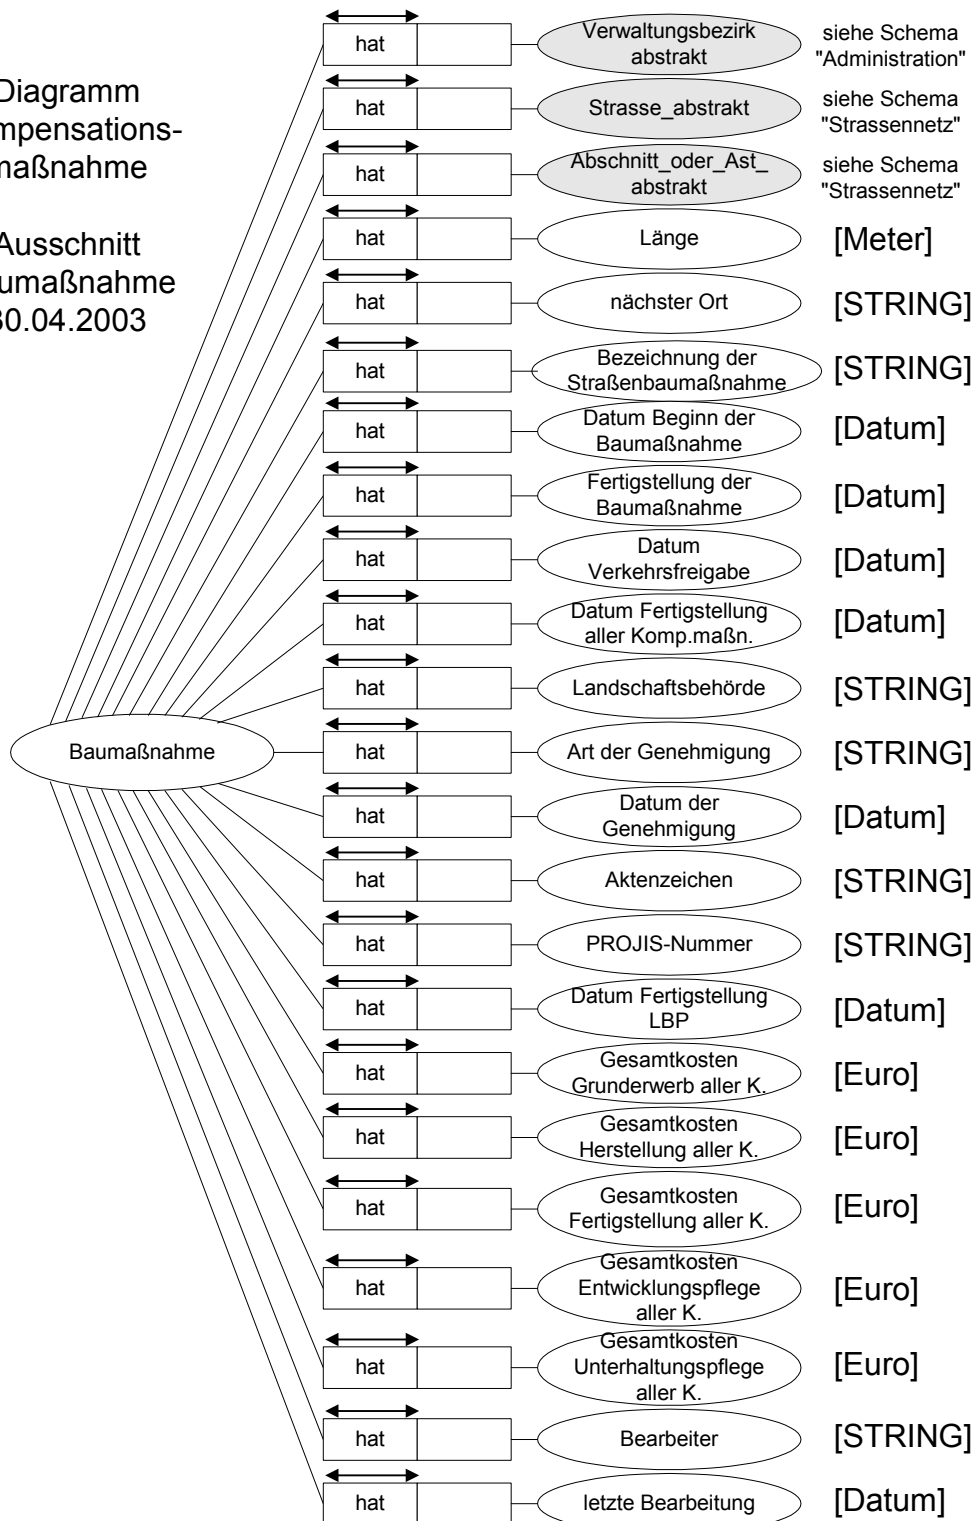 Diagramm
mpensations-
maßnahme
Ausschnitt
umaßnahme
30.04.2003
hat
Verwaltungsbezirk
abstrakt
siehe Schema
"Administration"
hat
Strasse_abstrakt
siehe Schema
"Strassennetz"
hat
Abschnitt_oder_Ast_
abstrakt
siehe Schema
"Strassennetz"
hat
Länge
[Meter]
hat
nächster Ort
[STRING]
hat
Bezeichnung der
Straßenbaumaßnahme
[STRING]
hat
Datum Beginn der
Baumaßnahme
[Datum]
hat
Fertigstellung der
Baumaßnahme
[Datum]
hat
Datum
Verkehrsfreigabe
[Datum]
hat
Datum Fertigstellung
aller Komp.maßn.
[Datum]
hat
Landschaftsbehörde
[STRING]
Baumaßnahme
hat
Art der Genehmigung
[STRING]
hat
Datum der
Genehmigung
[Datum]
hat
Aktenzeichen
[STRING]
hat
PROJIS-Nummer
[STRING]
hat
Datum Fertigstellung
LBP
[Datum]
hat
Gesamtkosten
Grunderwerb aller K.
[Euro]
hat
Gesamtkosten
Herstellung aller K.
[Euro]
hat
Gesamtkosten
Fertigstellung aller K.
[Euro]
hat
Gesamtkosten
Entwicklungspflege
aller K.
[Euro]
hat
Gesamtkosten
Unterhaltungspflege
aller K.
[Euro]
hat
Bearbeiter
[STRING]
hat
letzte Bearbeitung
[Datum]